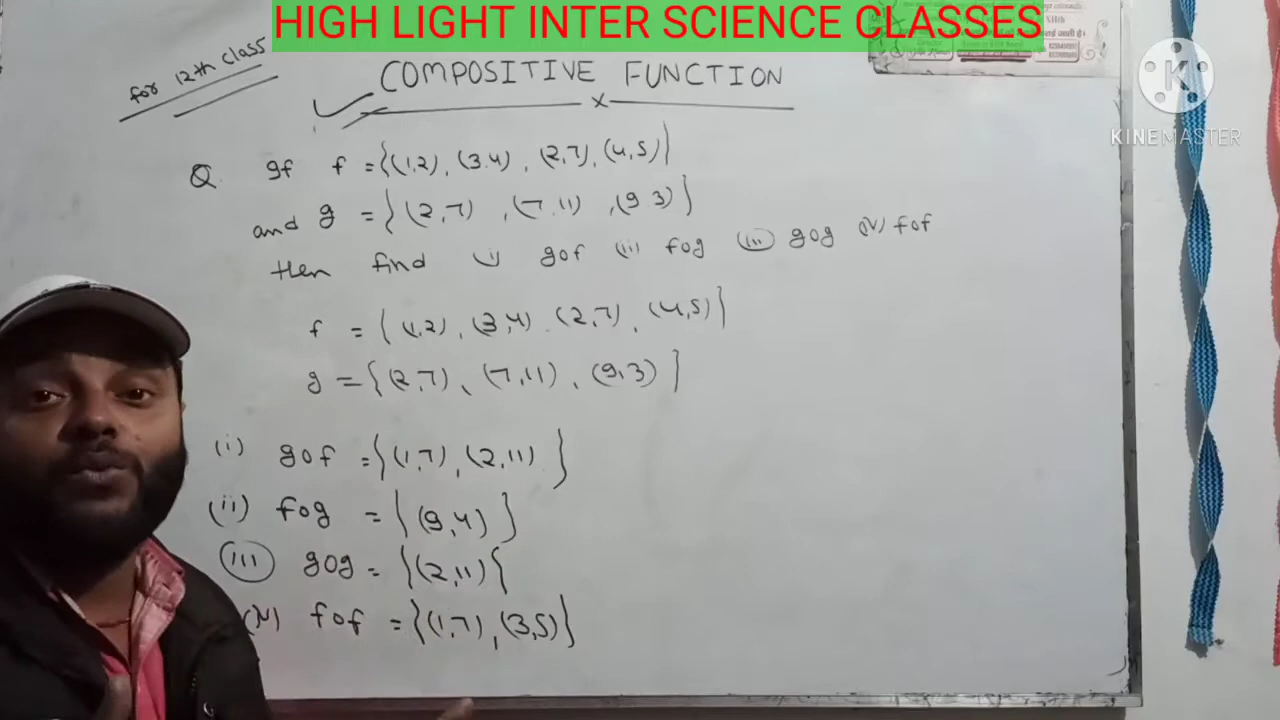 HIGH LIGHT INTER SCIENCE CLASSES
for 12th class
COMPOSITIVE FUNCTION
x
KINEMASTER
Q If f = {(1,2), (3,4), (2,7), (4,5)}
and g = {(2,7), (7,11), (9,3)}
then find (i) gof (ii) fog (iii) gog (iv) fof
f = {(1,2), (3,4), (2,7), (4,5)}
g = {(2,7), (7,11), (9,3)}
(i) gof = {(1,7), (2,11)}
(ii) fog = {(9,4)}
(iii) gog = {(2,11)}
(iv) fof = {(1,7), (3,5)}